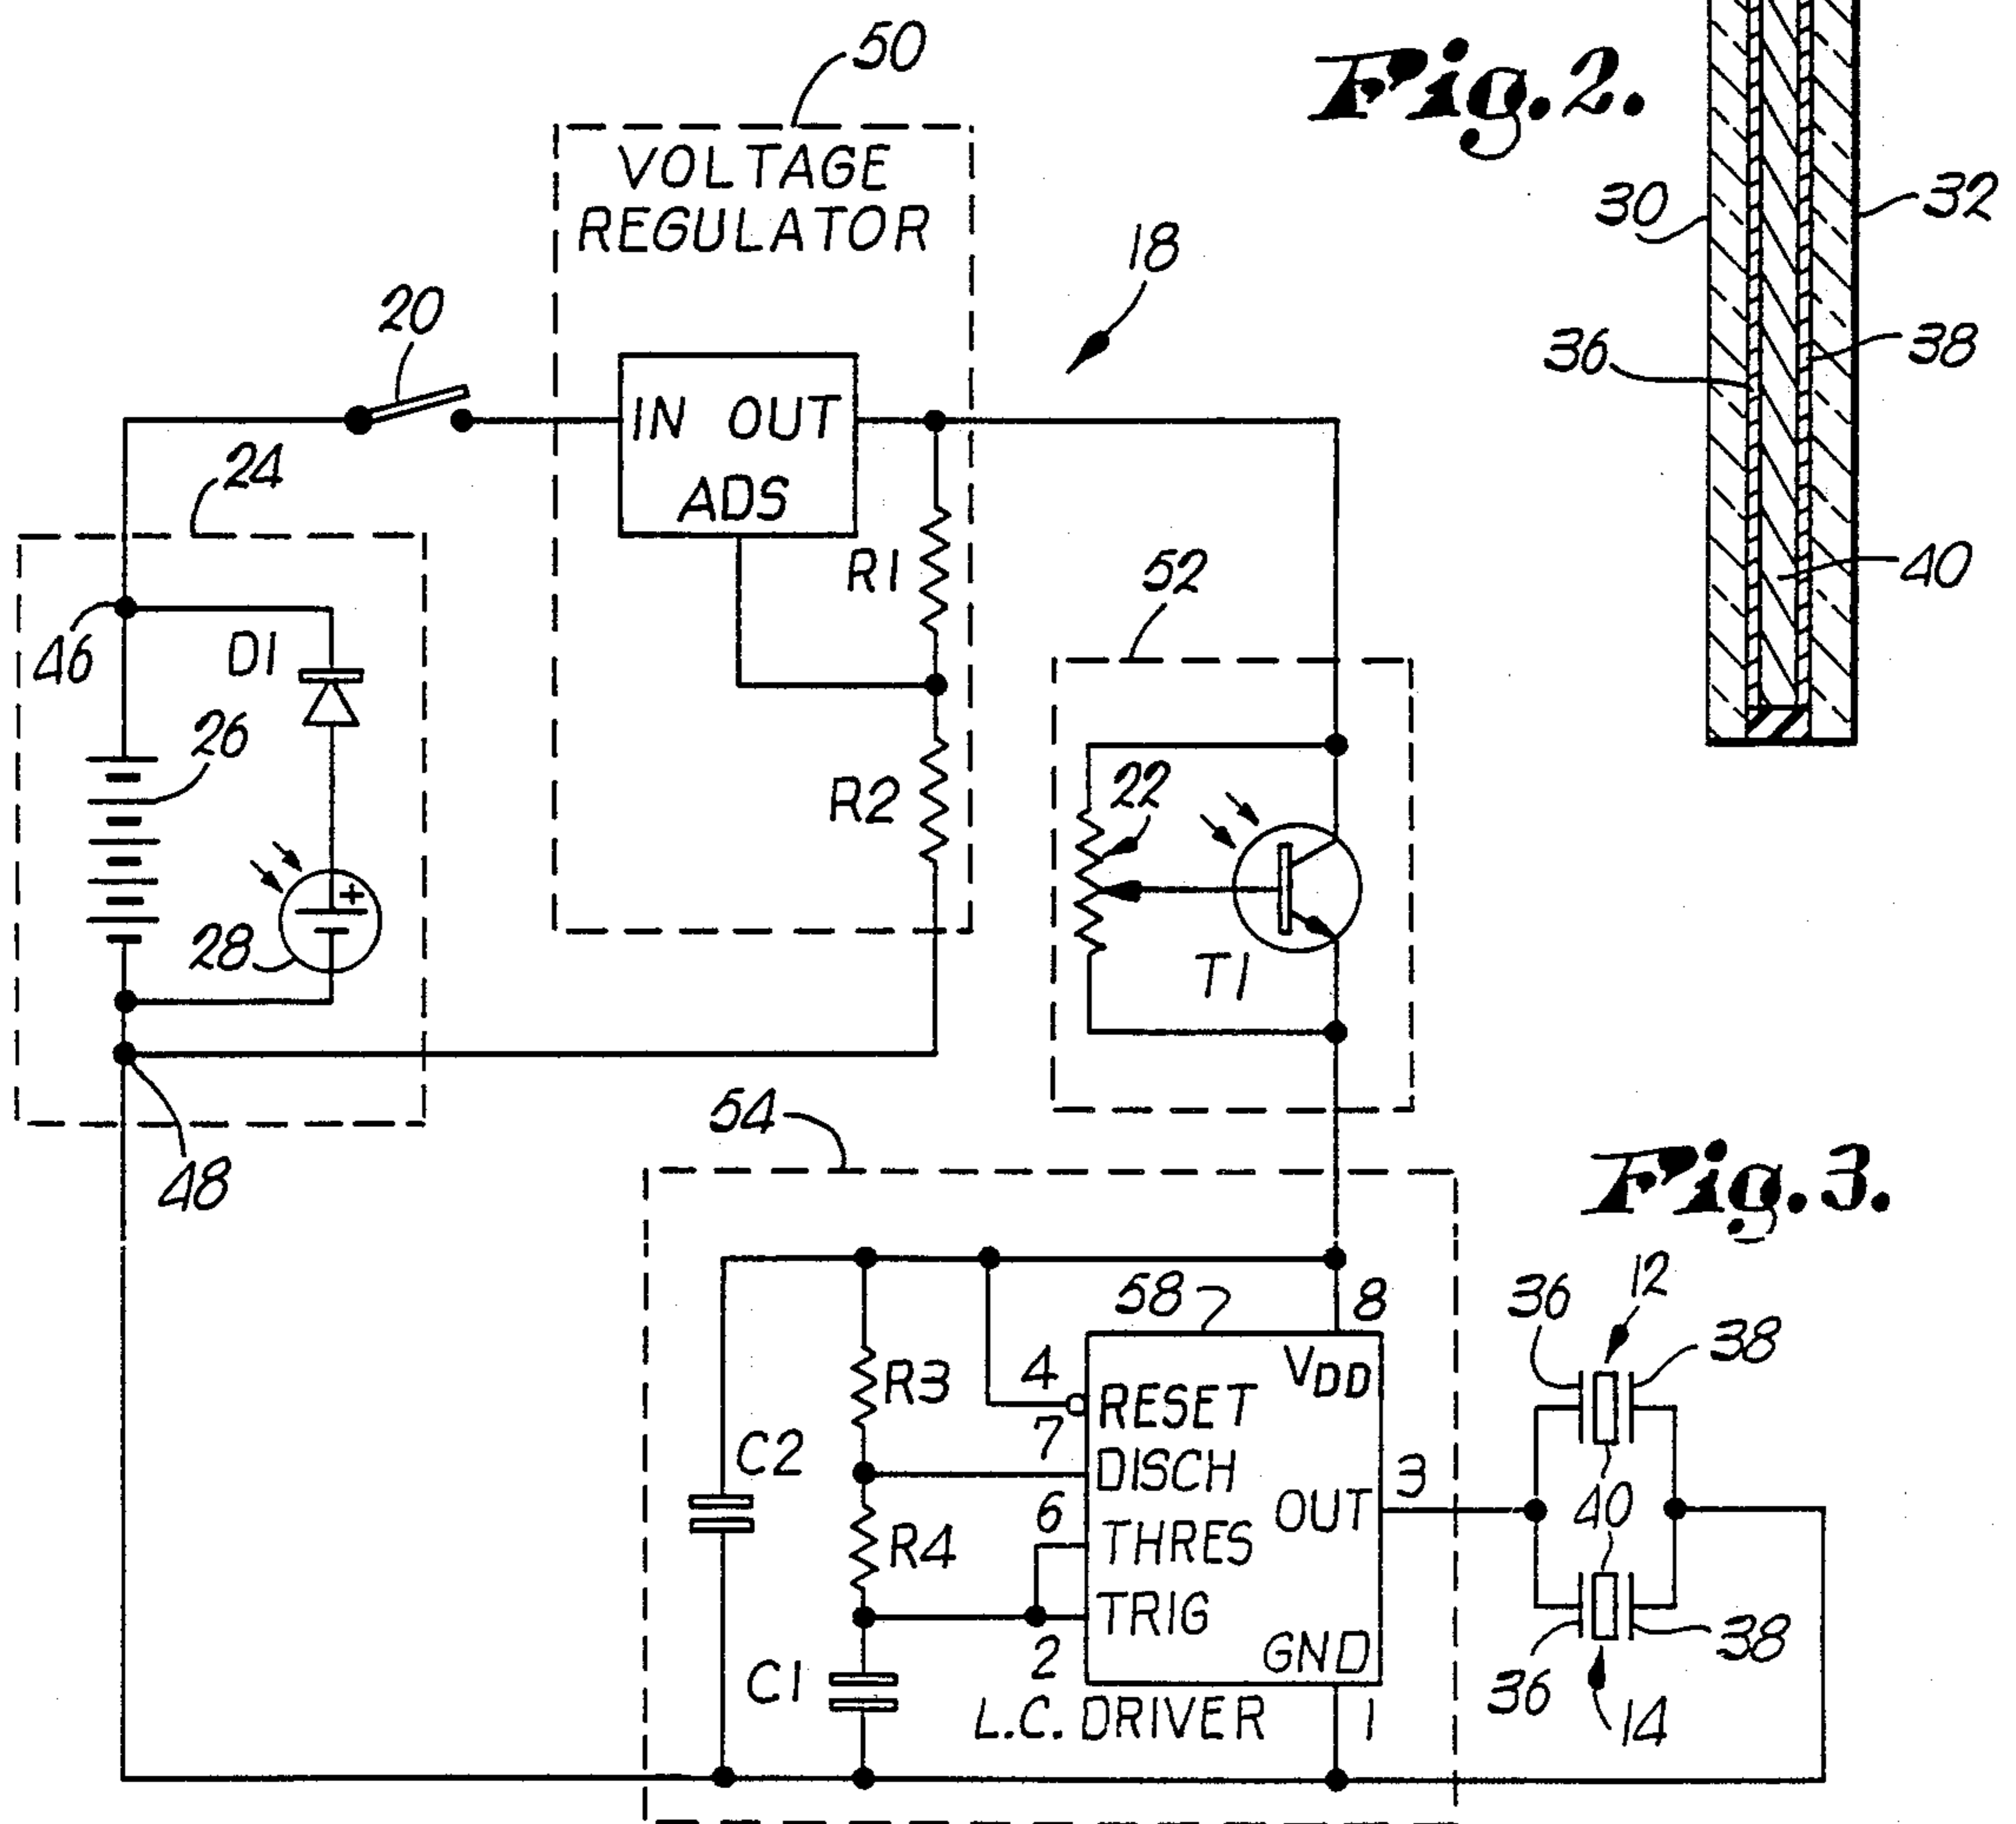 50
Fig. 2.
VOLTAGE
REGULATOR
30
32
18
20
36
38
IN OUT
ADS
24
R1
52
40
46
D1
26
22
R2
28
T1
54
48
Fig. 3.
58
8
36
12
38
4
VDD
R3
RESET
7
C2
DISCH
3
6
OUT
40
R4
THRES
TRIG
2
GND
36
38
C1
L.C. DRIVER
1
14